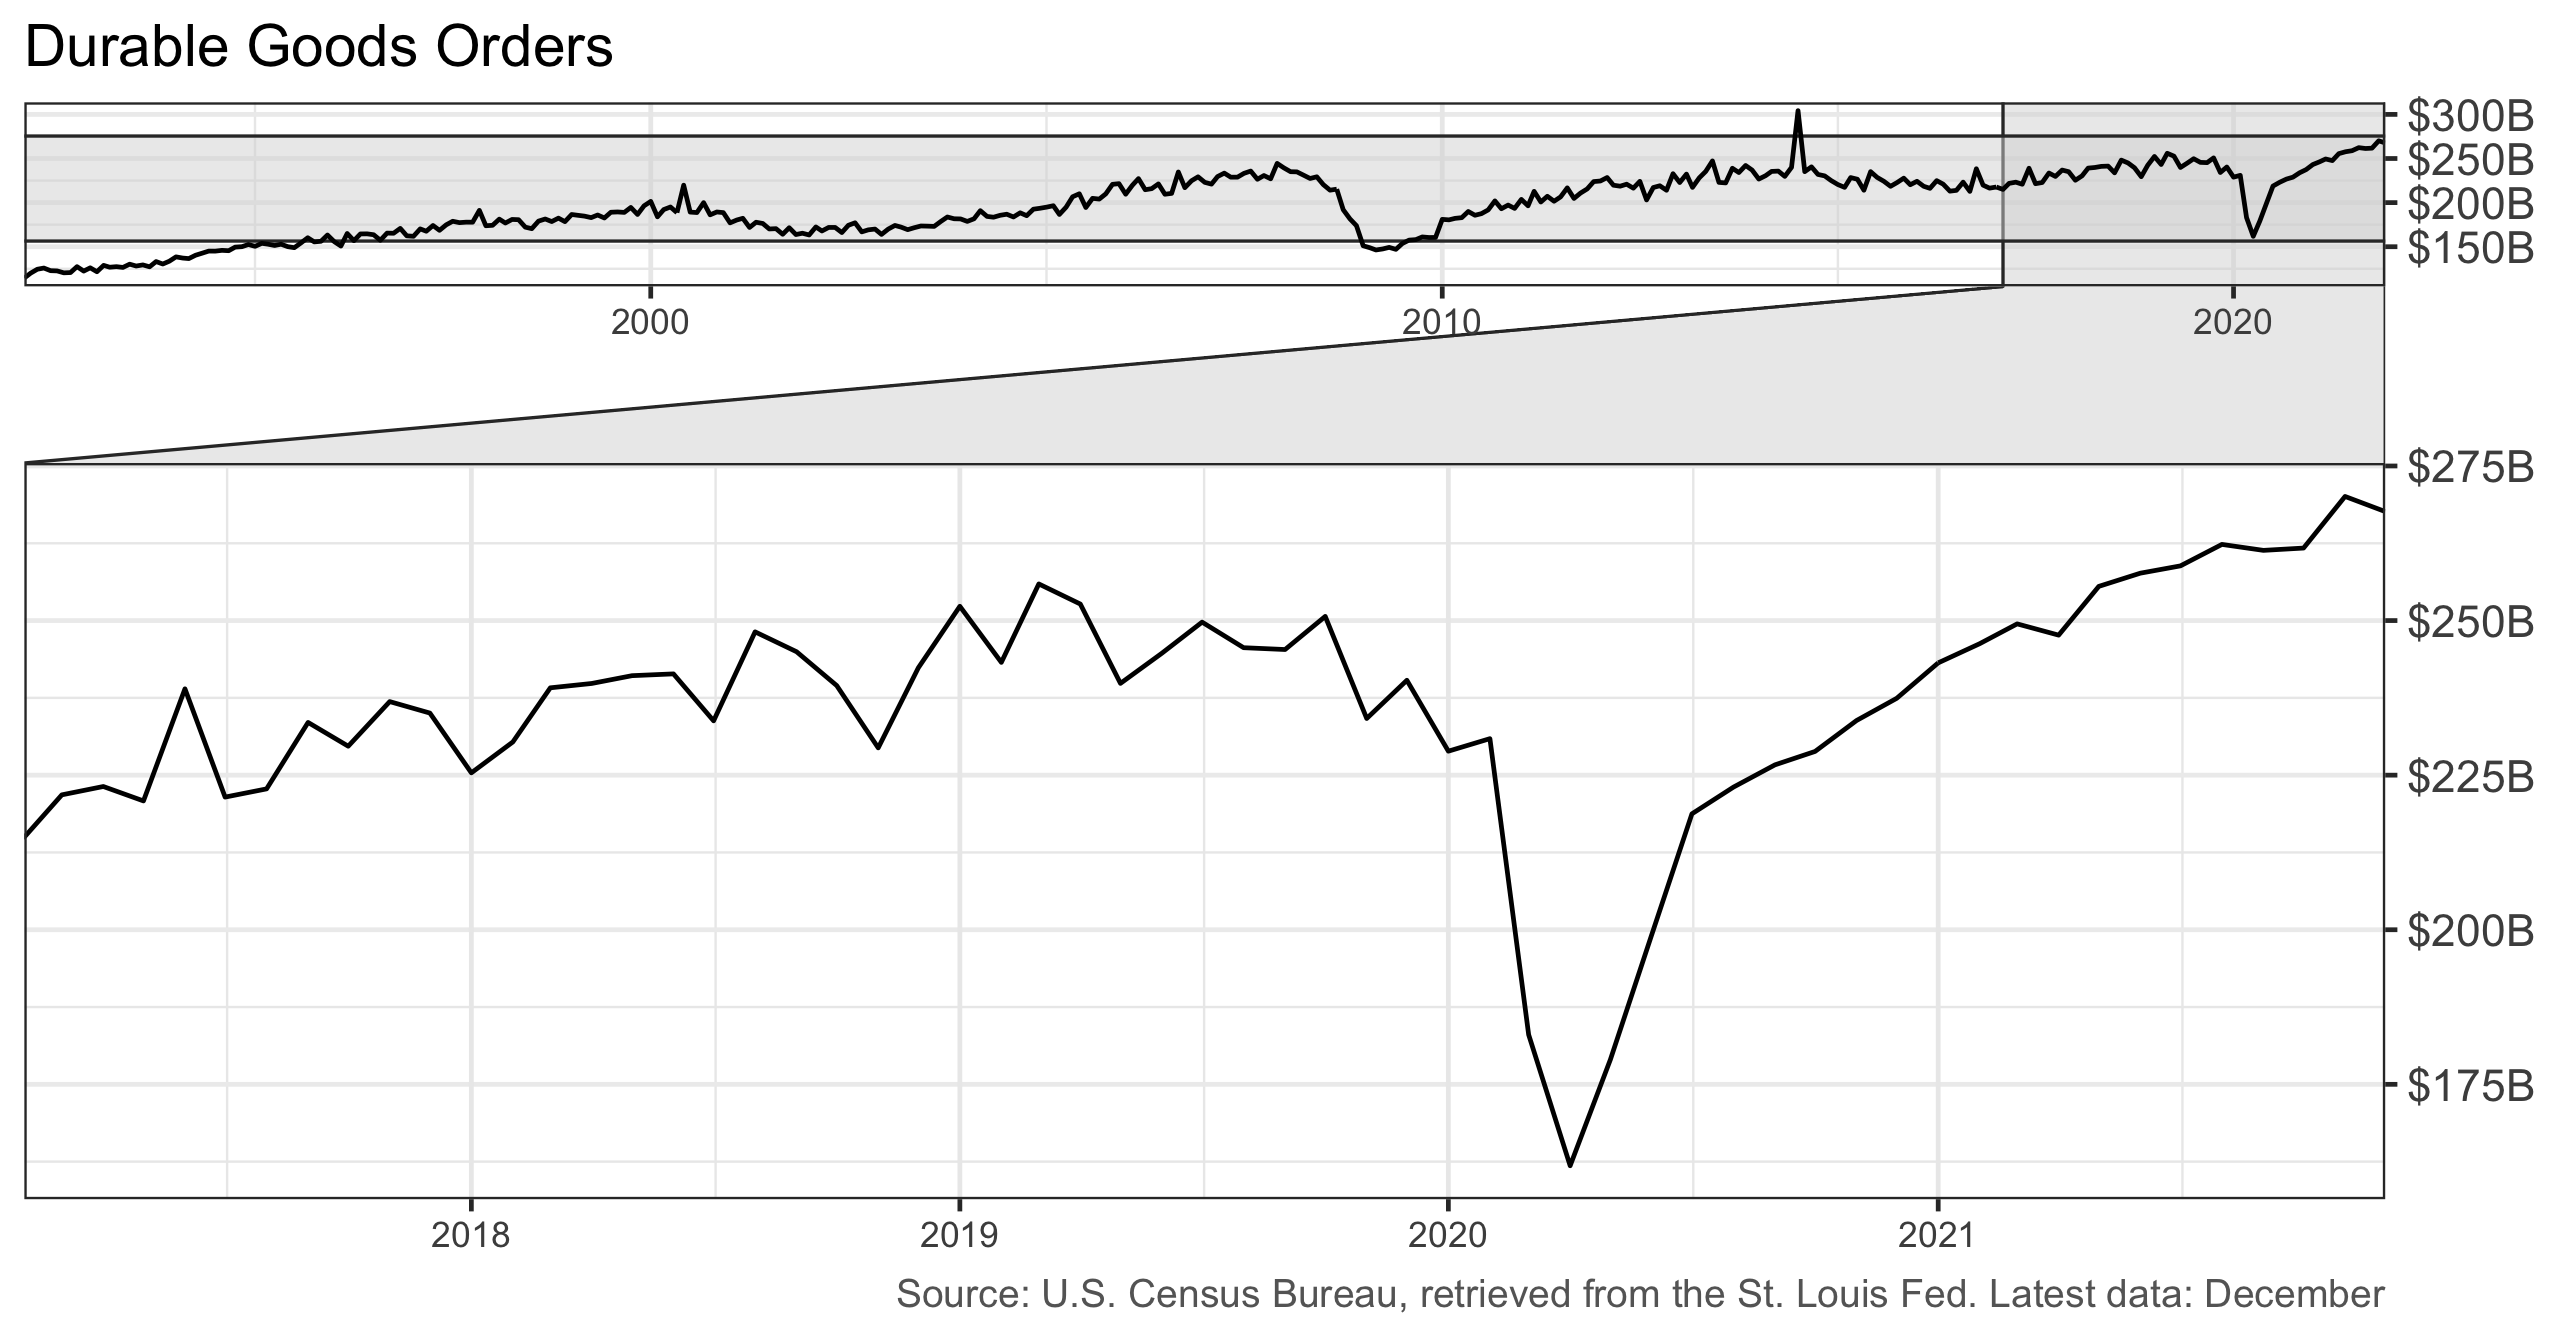 Durable Goods Orders
$300B
$250B
$200B
$150B
2000 2010 2020
$275B
$250B
$225B
$200B
$175B
2018 2019 2020 2021
Source: U.S. Census Bureau, retrieved from the St. Louis Fed. Latest data: December